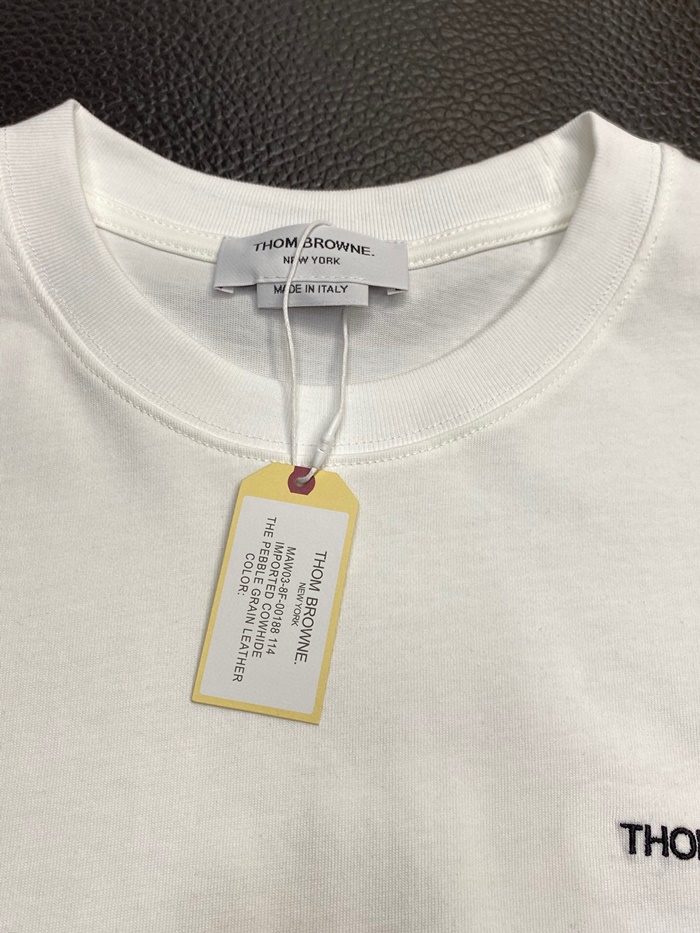 THOM BROWNE.
NEW YORK
MADE IN ITALY
THOM BROWNE.
NEW YORK
MAW03-8F-00188 114
IMPORTED COWHIDE
THE PEBBLE GRAIN LEATHER
COLOR:
THO